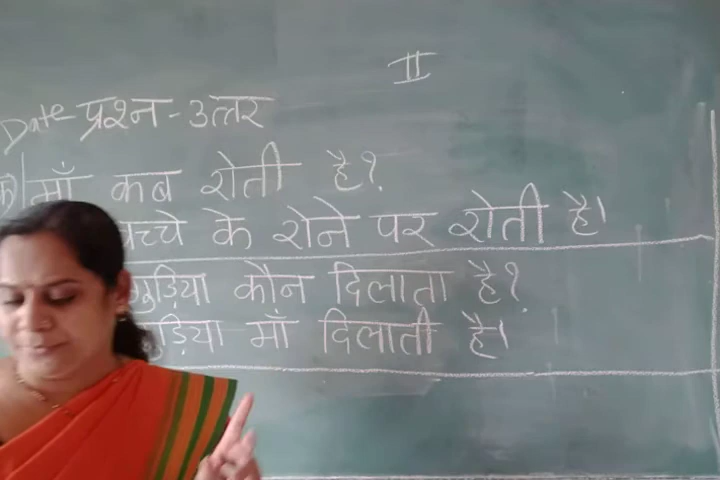 II
Date- प्रश्न - उत्तर
क) माँ कब रोती है?
बच्चे के रोने पर रोती है।
गुड़िया कौन दिलाता है?
गुड़िया माँ दिलाती है।